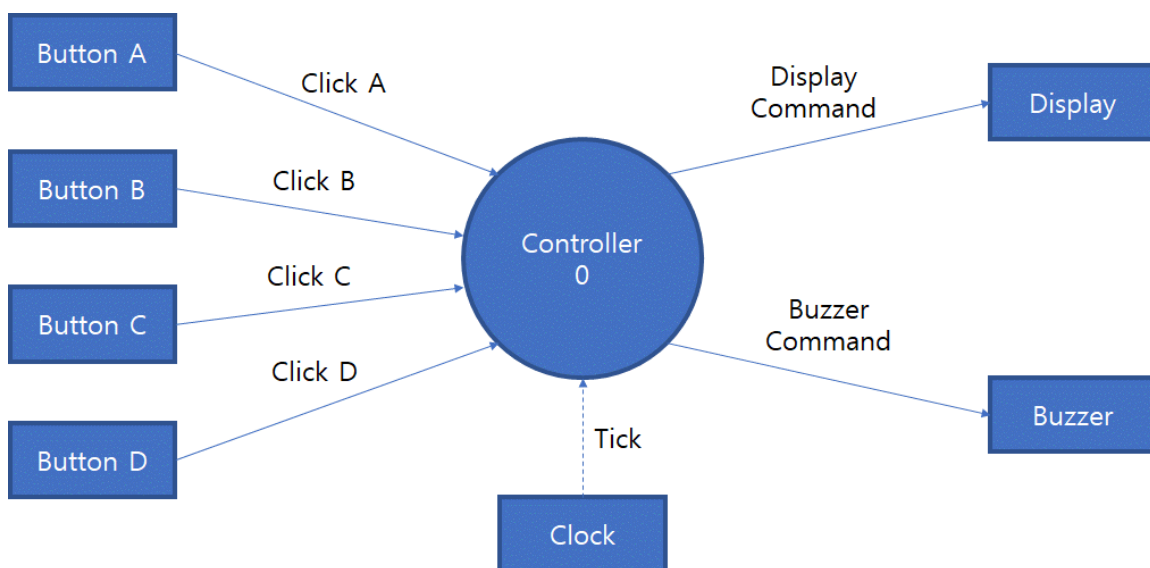 Button A
Click A
Button B
Click B
Button C
Click C
Button D
Click D
Controller
0
Tick
Clock
Display
Command
Display
Buzzer
Command
Buzzer